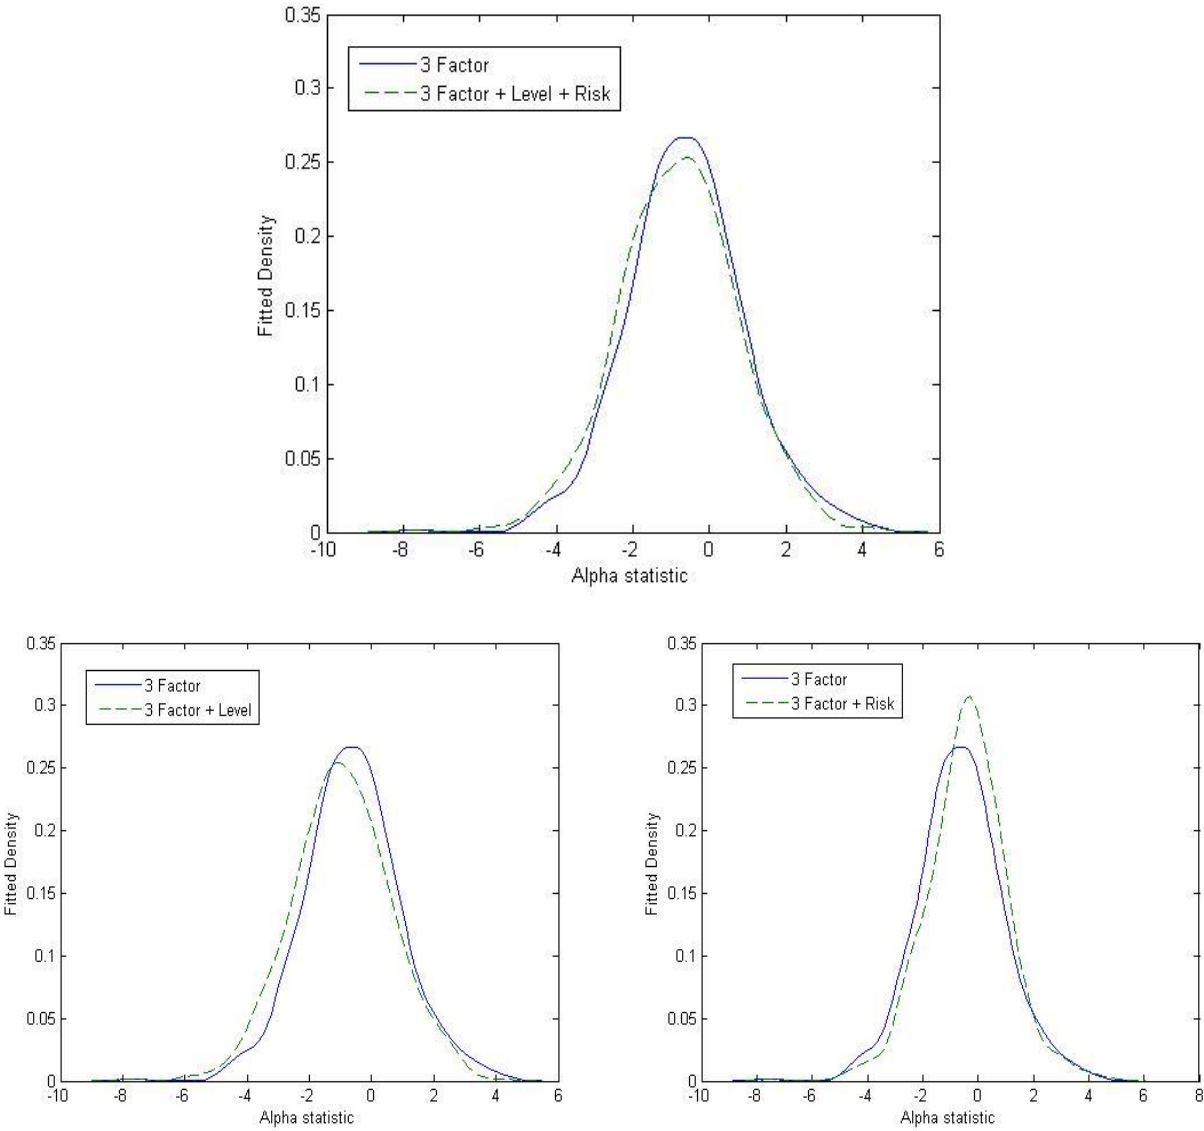 0.35
0.3
0.25
0.2
0.15
0.1
0.05
0
Fitted Density
3 Factor
3 Factor + Level + Risk
-10 -8 -6 -4 -2 0 2 4 6
Alpha statistic
0.35
0.3
0.25
0.2
0.15
0.1
0.05
0
Fitted Density
3 Factor
3 Factor + Level
-10 -8 -6 -4 -2 0 2 4 6
Alpha statistic
0.35
0.3
0.25
0.2
0.15
0.1
0.05
0
Fitted Density
3 Factor
3 Factor + Risk
-10 -8 -6 -4 -2 0 2 4 6 8
Alpha statistic